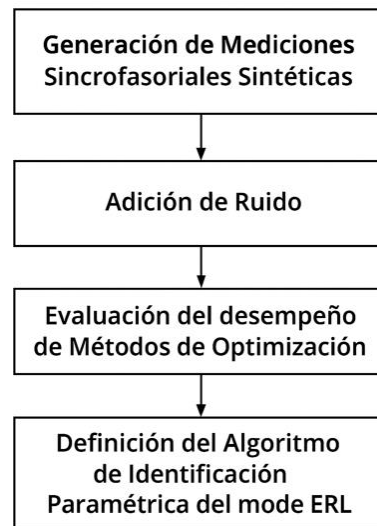 Generación de Mediciones
Sincrofasoriales Sintéticas
Adición de Ruido
Evaluación del desempeño
de Métodos de Optimización
Definición del Algoritmo
de Identificación
Paramétrica del mode ERL